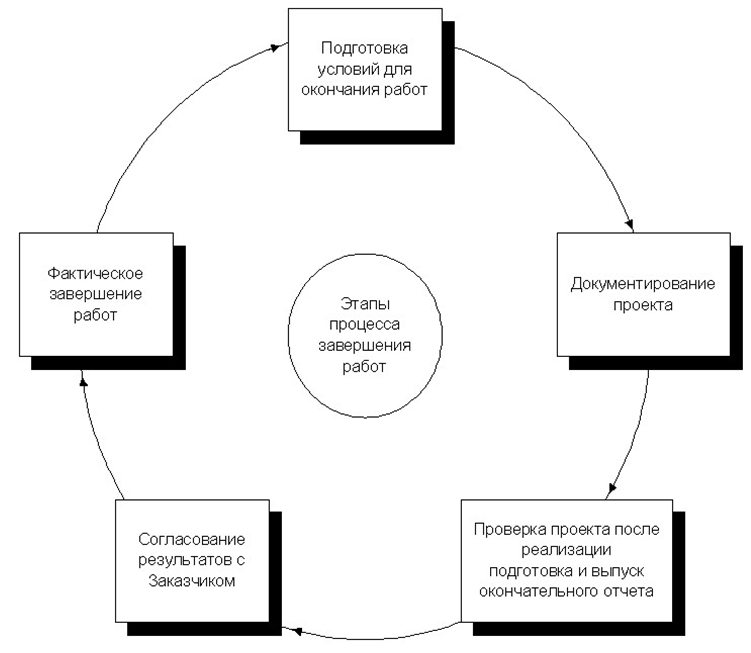 Подготовка
условий для
окончания работ
Документирование
проекта
Проверка проекта после
реализации
подготовка и выпуск
окончательного отчета
Согласование
результатов с
Заказчиком
Фактическое
завершение
работ
Этапы
процесса
завершения
работ